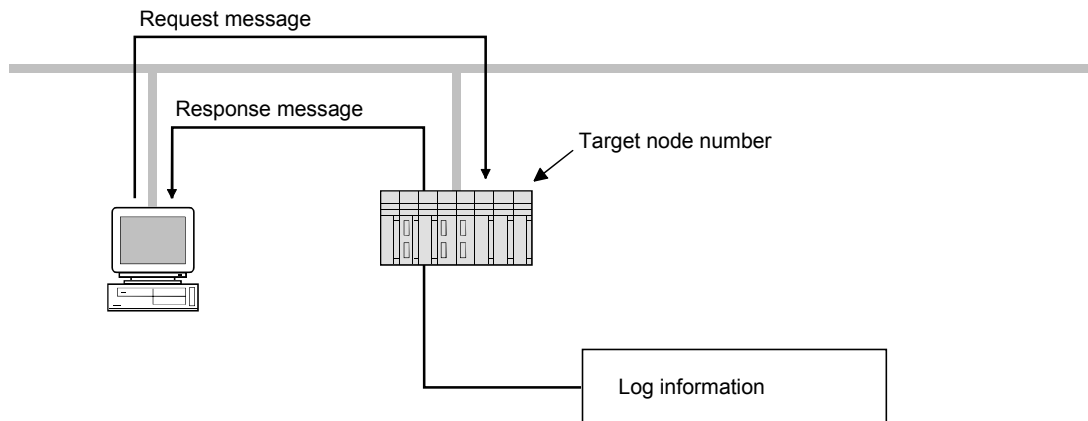 Request message
Response message
Target node number
Log information